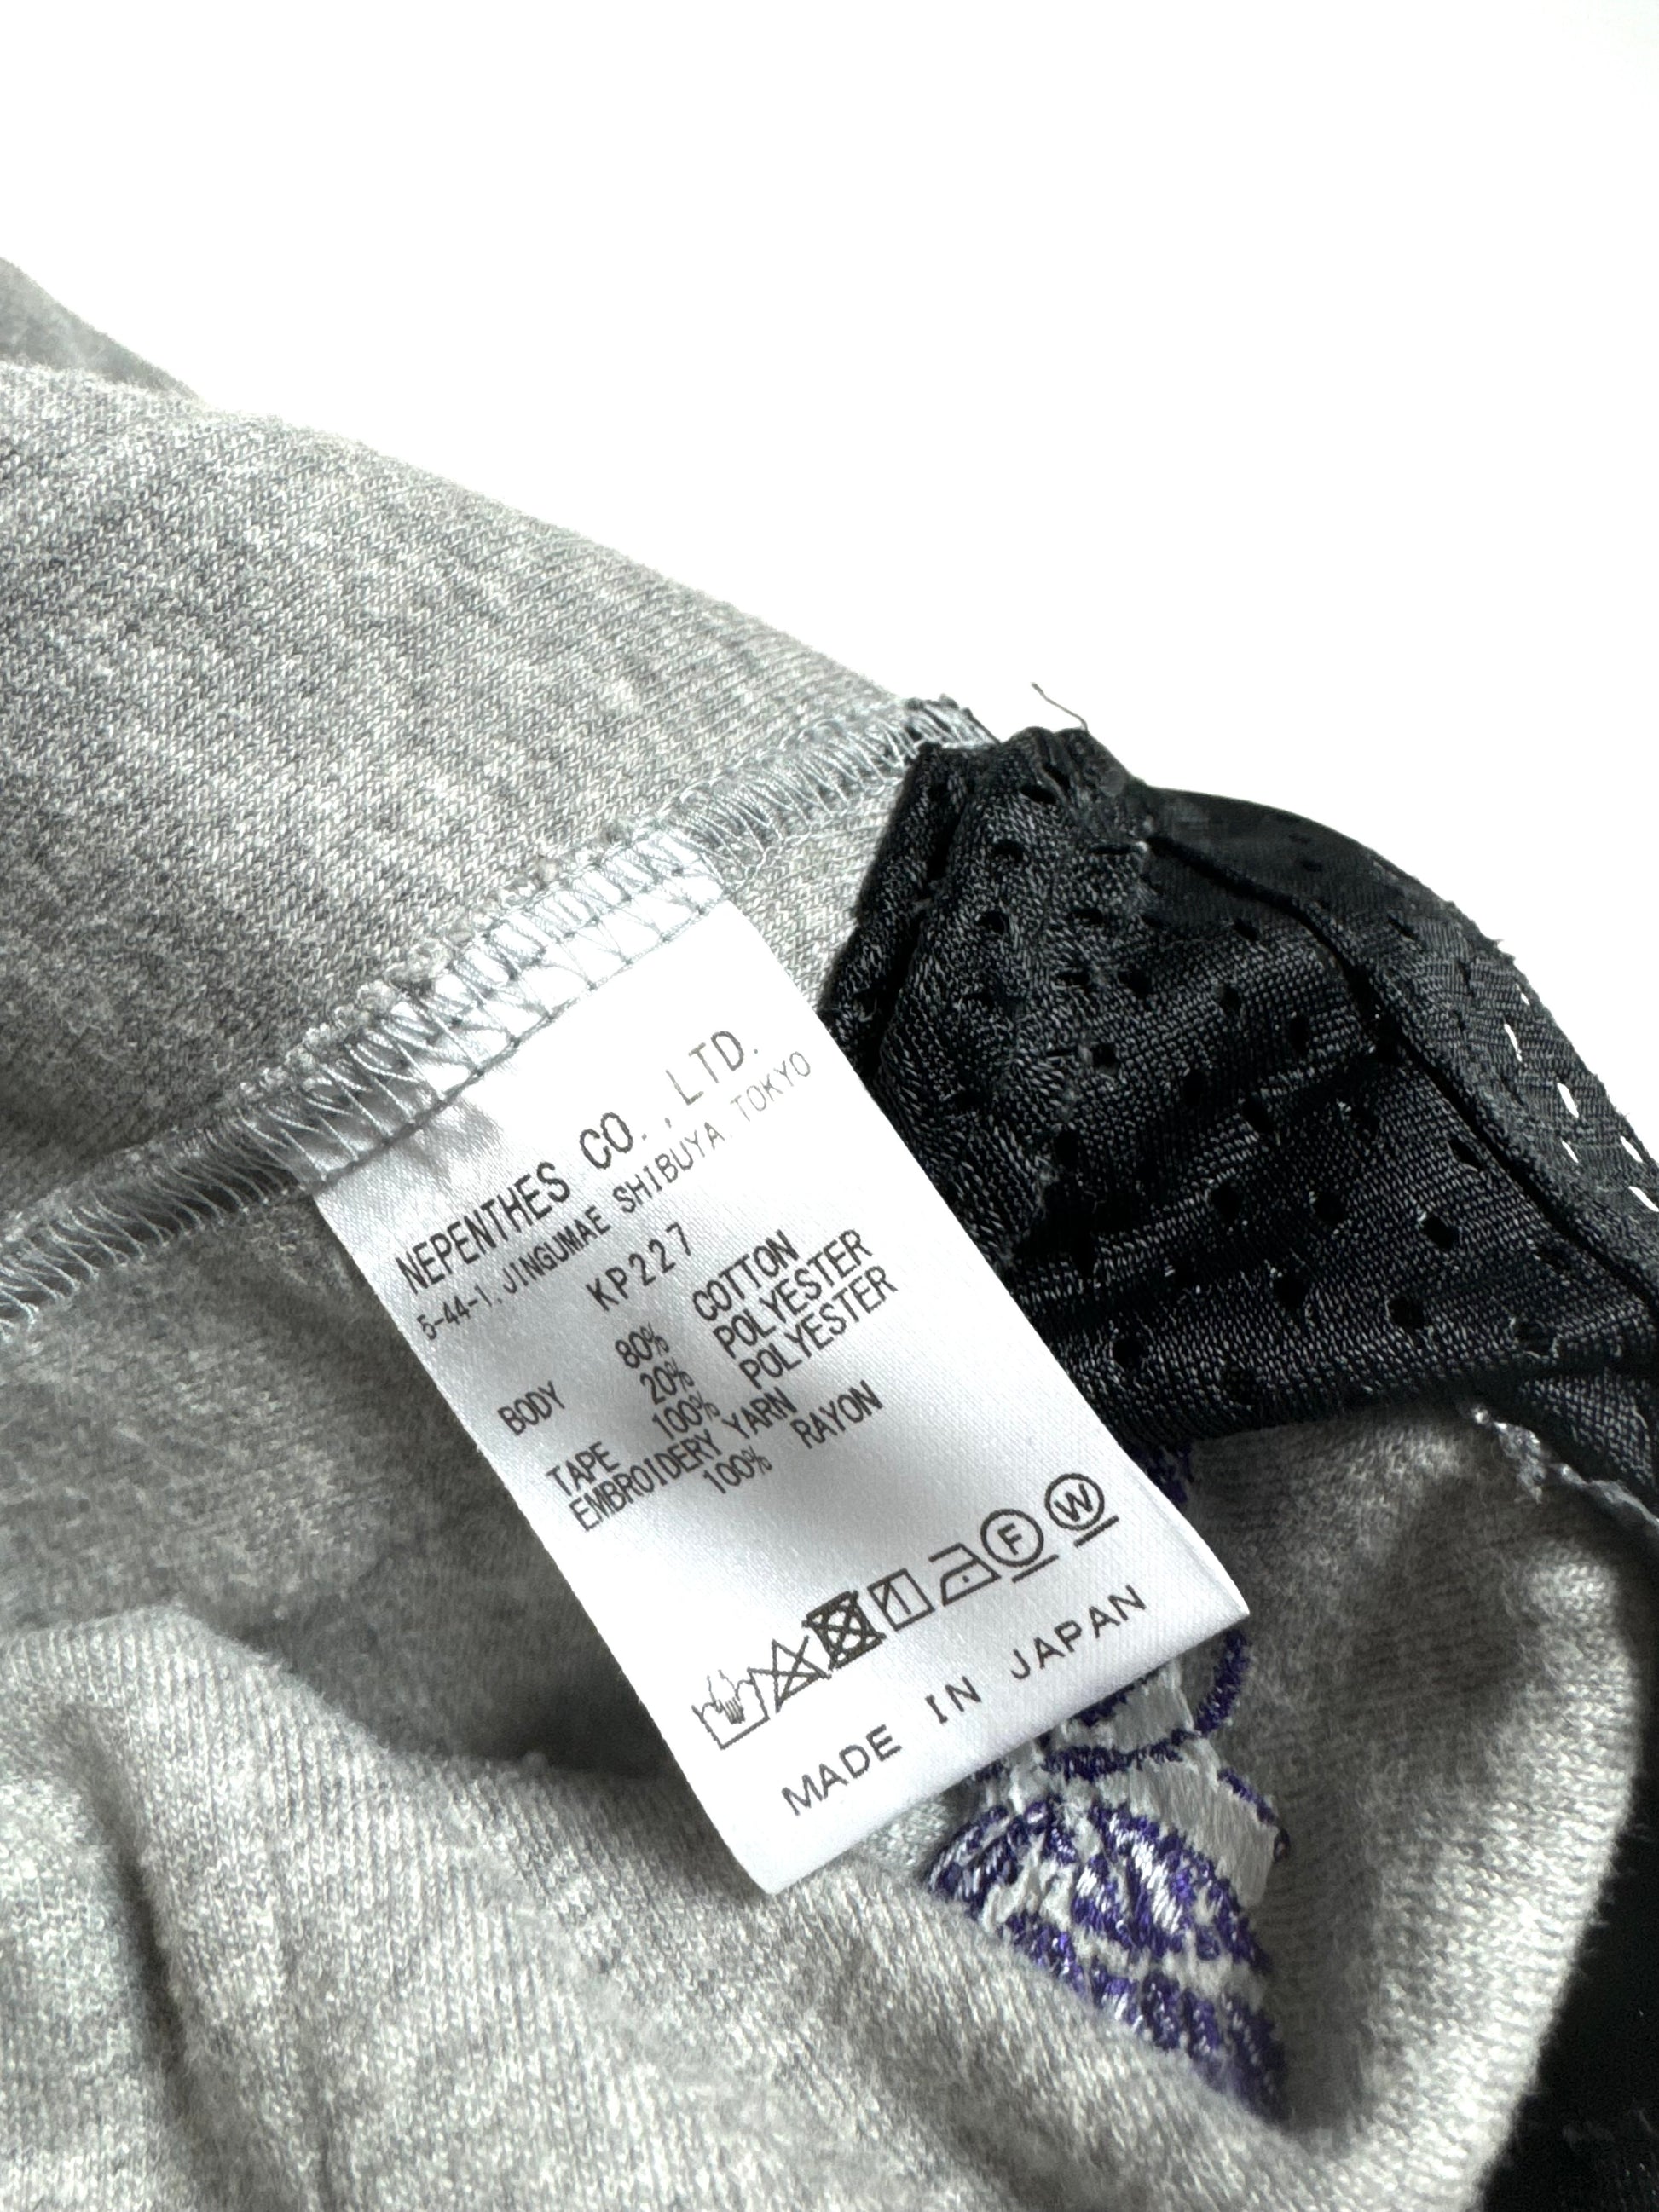 NEPENTHES CO.,LTD.
5-44-1.JINGUMAE SHIBUYA.TOKYO
KP227
BODY 80% COTTON
20% POLYESTER
TAPE 100% POLYESTER
EMBROIDERY YARN
100% RAYON
F W
MADE IN JAPAN